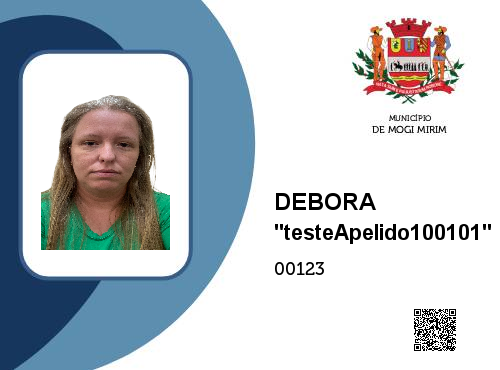 MUNICÍPIO
DE MOGI MIRIM
DEBORA
"testeApelido100101"
00123